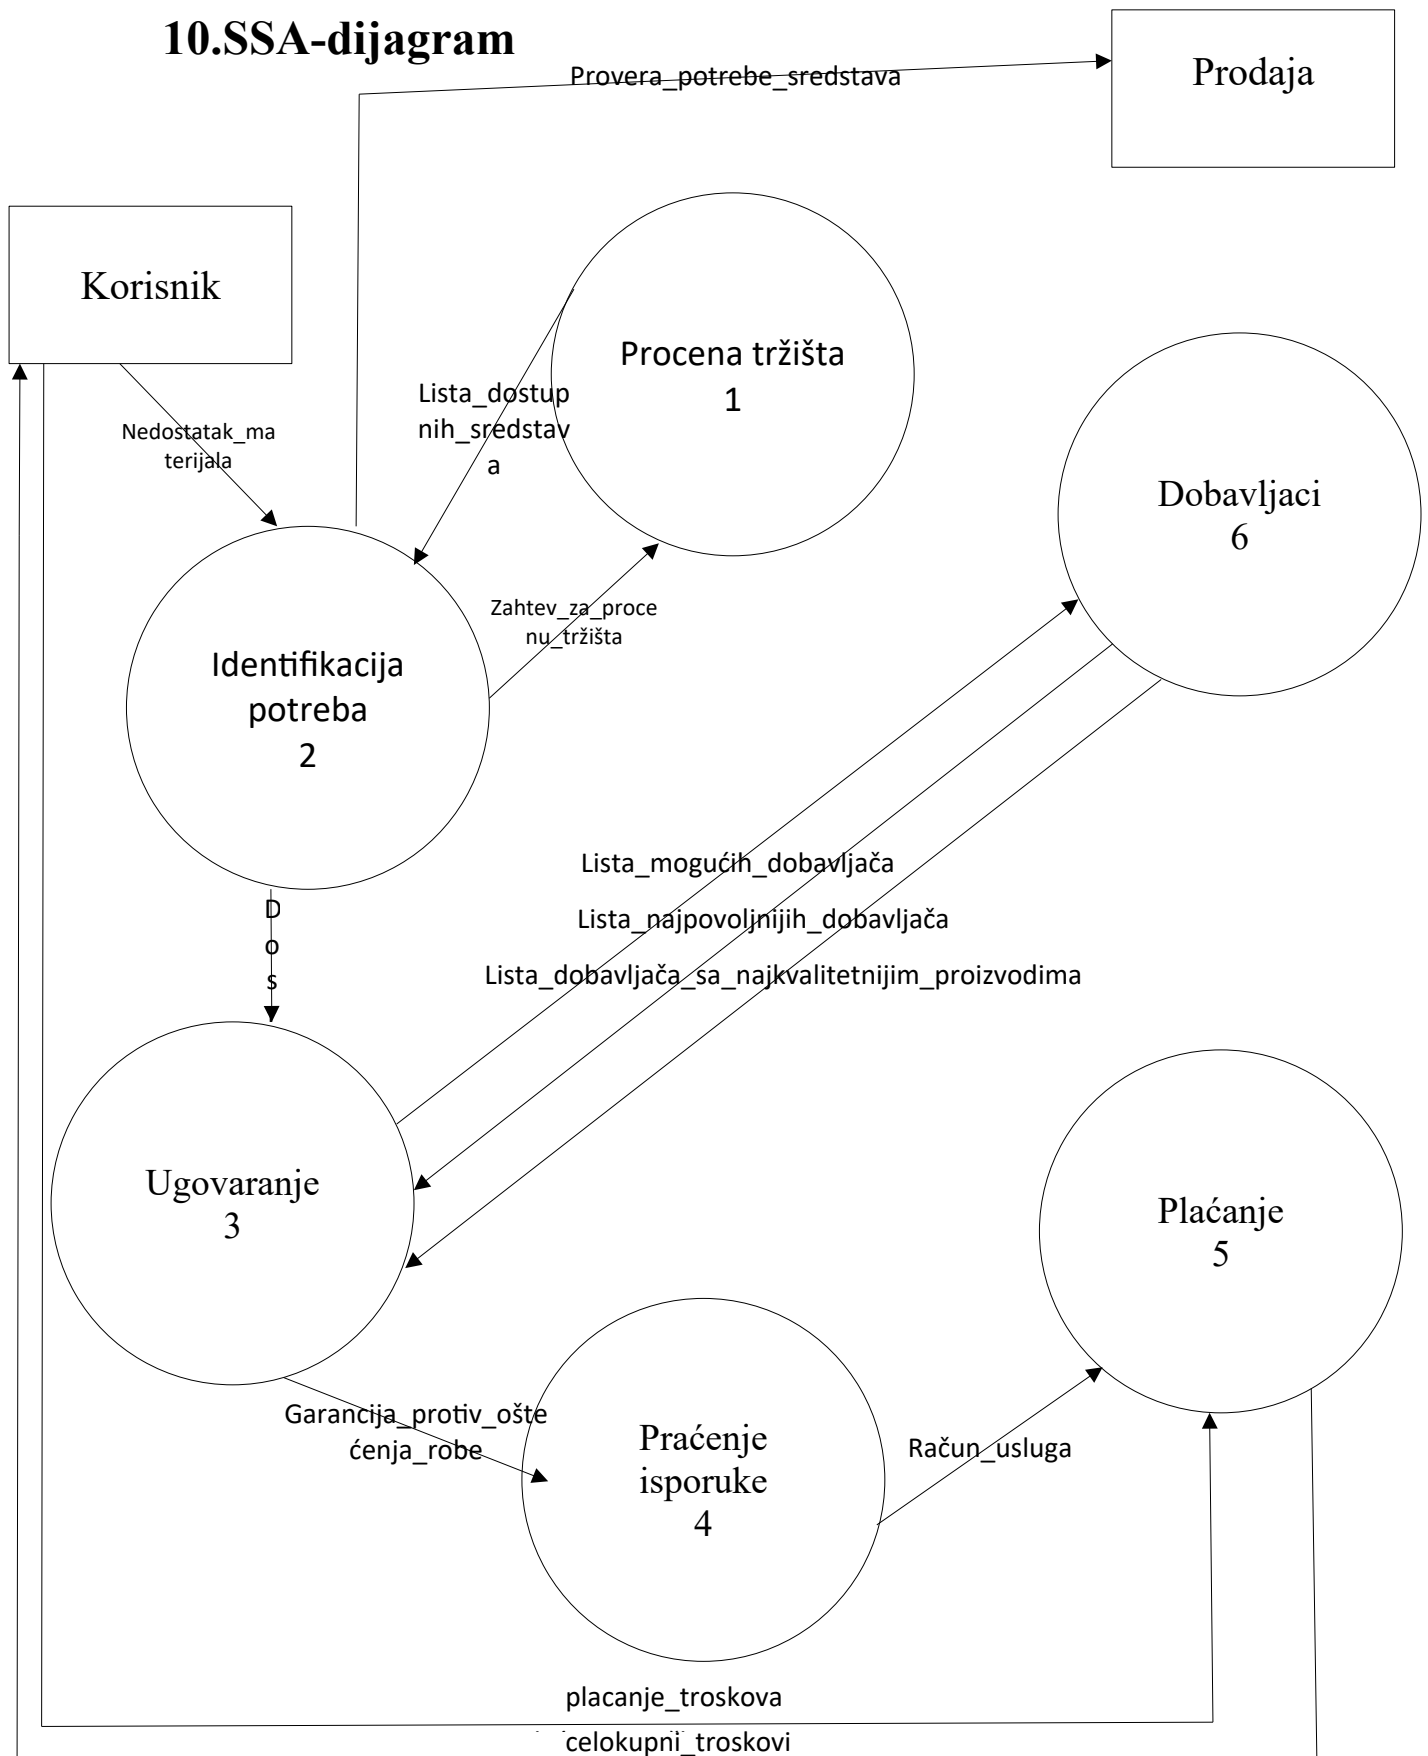 10.SSA-dijagram
Provera_potrebe_sredstava
Prodaja
Korisnik
Procena tržišta
1
Lista_dostup
nih_sredstav
a
Nedostatak_ma
terijala
Dobavljaci
6
Zahtev_za_proce
nu_tržišta
Identifikacija
potreba
2
Lista_mogućih_dobavljača
D
o
s
Lista_najpovoljnijih_dobavljača
Lista_dobavljača_sa_najkvalitetnijim_proizvodima
Ugovaranje
3
Plaćanje
5
Garancija_protiv_ošte
ćenja_robe
Praćenje
isporuke
4
Račun_usluga
placanje_troskova
celokupni_troskovi